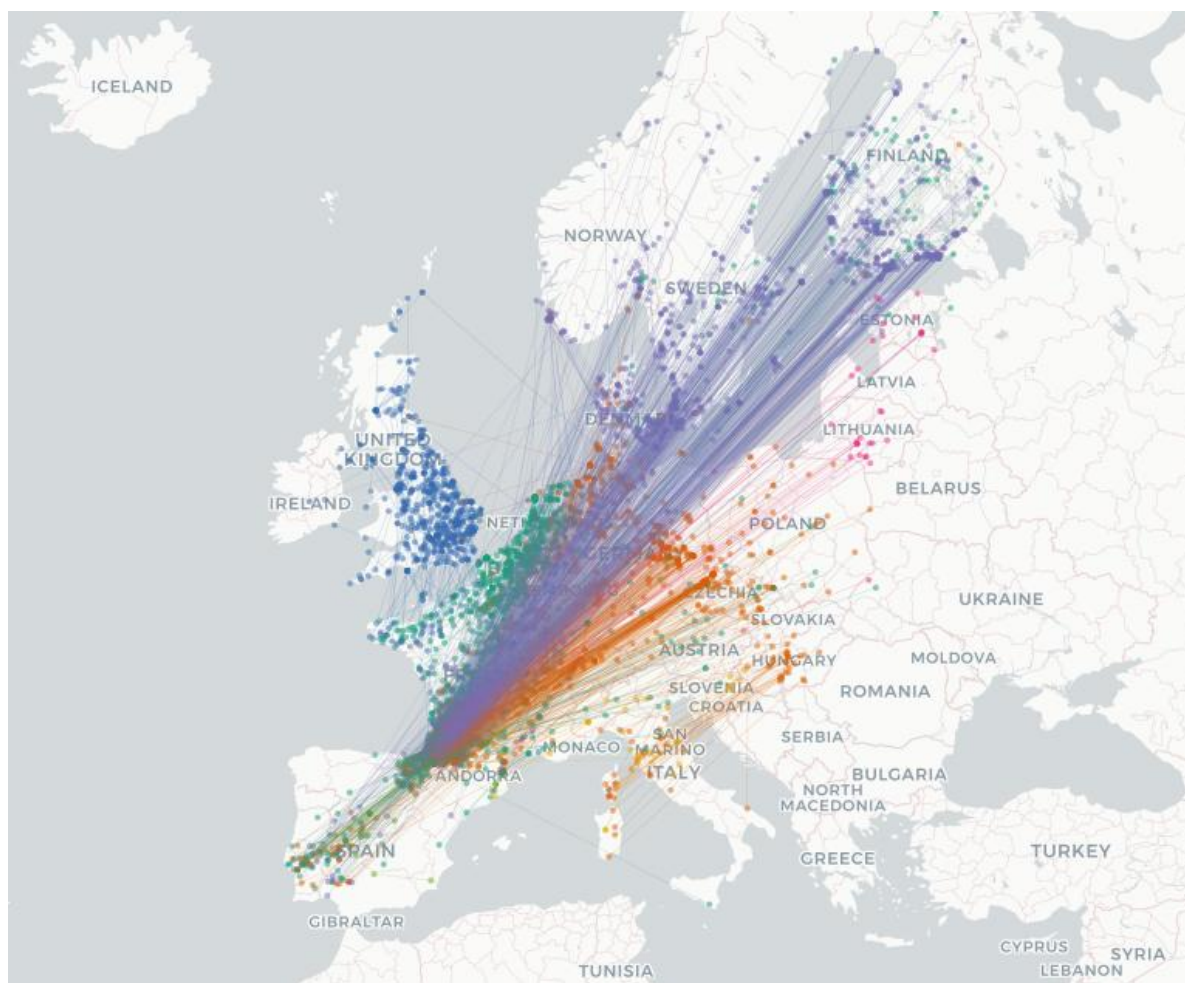 ICELAND
FINLAND
NORWAY
SWEDEN
ESTONIA
LATVIA
DENMA
LITHUANIA
UNITED
KINGDOM
BELARUS
IRELAND
NETH
POLAND
UKRAINE
CZECHIA
SLOVAKIA
AUSTRIA
HUNGARY
MOLDOVA
SLOVENIA
ROMANIA
CROATIA
SAN
MARINO
SERBIA
MONACO
ITALY
ANDORRA
BULGARIA
NORTH
MACEDONIA
SPAIN
GREECE
TURKEY
GIBRALTAR
CYPRUS
SYRIA
LEBANON
TUNISIA